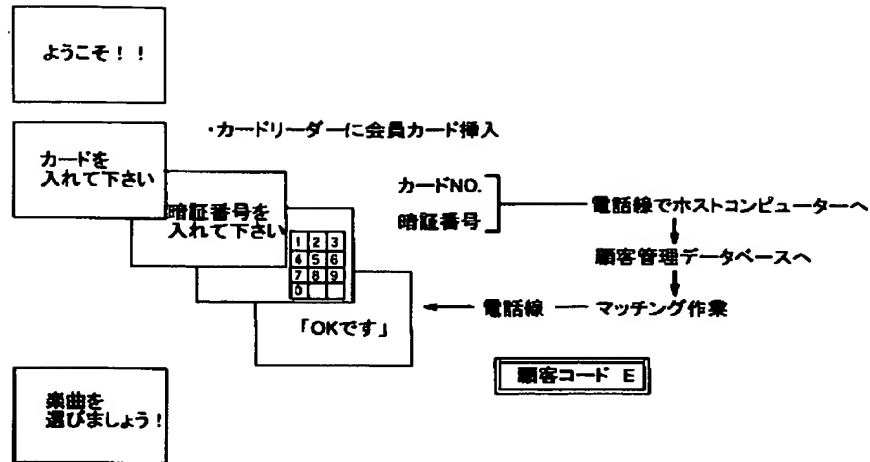 ようこそ!!
・カードリーダーに会員カード挿入
カードを
入れて下さい
暗証番号を
入れて下さい
カードNO.
暗証番号
電話線でホストコンピューターへ
顧客管理データベースへ
マッチング作業
電話線
1 2 3
4 5 6
7 8 9
0
「OKです」
顧客コード E
楽曲を
選びましょう!